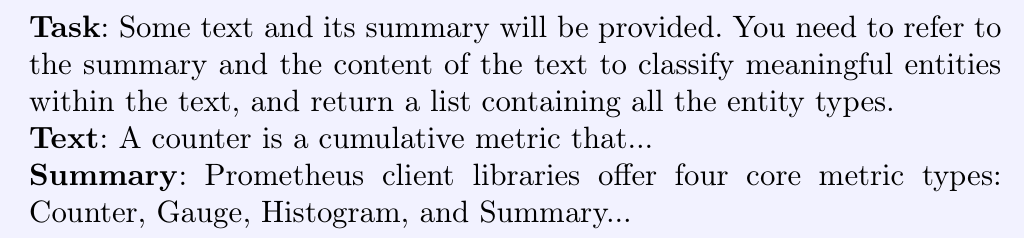 Task: Some text and its summary will be provided. You need to refer to
the summary and the content of the text to classify meaningful entities
within the text, and return a list containing all the entity types.
Text: A counter is a cumulative metric that...
Summary: Prometheus client libraries offer four core metric types:
Counter, Gauge, Histogram, and Summary...